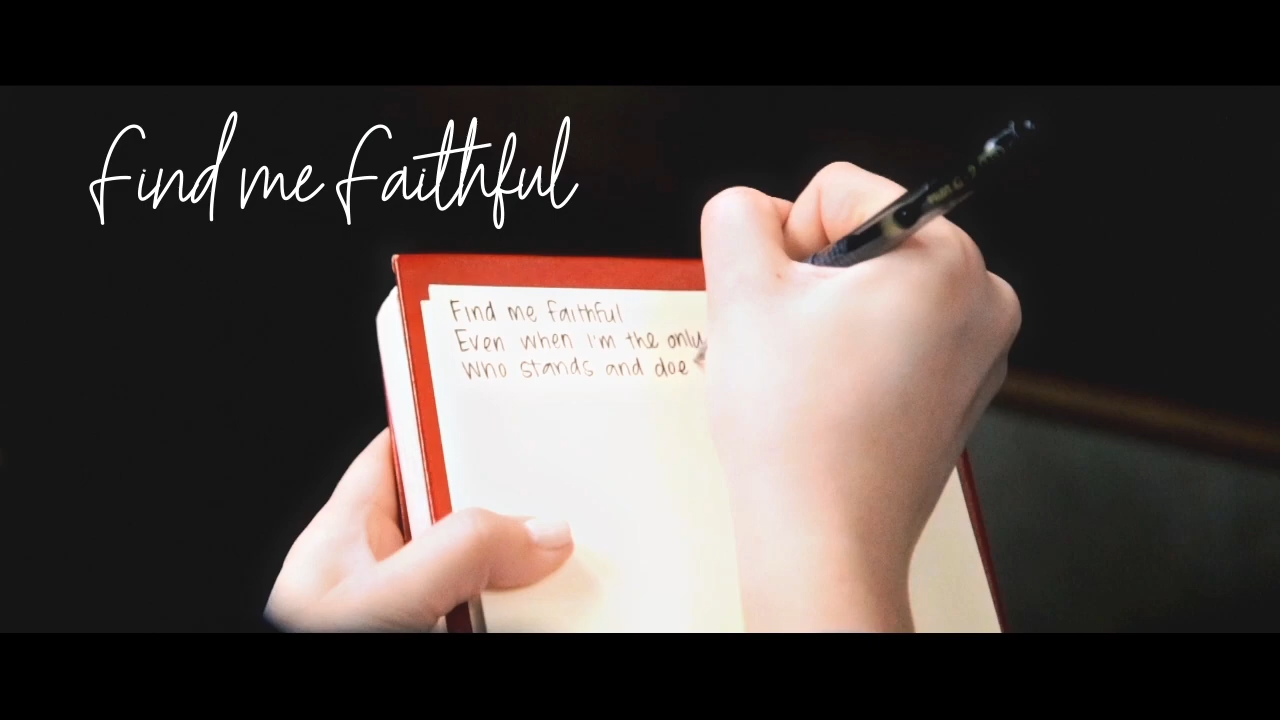 Find me Faithful
Find me faithful
Even when I'm the only
Who stands and doe